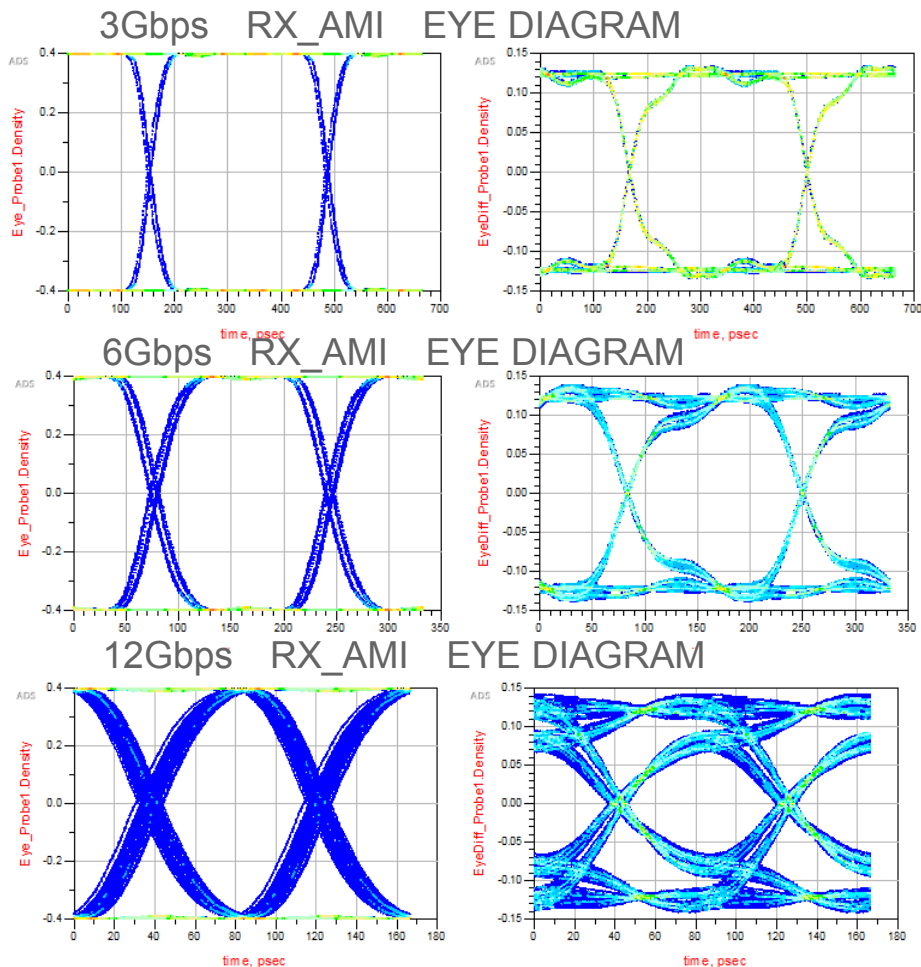 3Gbps RX_AMI EYE DIAGRAM
ADS
Eye_Probe1.Density
0.4
0.2
0.0
-0.2
-0.4
0 100 200 300 400 500 600 700
time, psec
ADS
EyeDiff_Probe1.Density
0.15
0.10
0.05
0.00
-0.05
-0.10
-0.15
0 100 200 300 400 500 600 700
time, psec
6Gbps RX_AMI EYE DIAGRAM
ADS
Eye_Probe1.Density
0.4
0.2
0.0
-0.2
-0.4
0 50 100 150 200 250 300 350
ADS
EyeDiff_Probe1.Density
0.15
0.10
0.05
0.00
-0.05
-0.10
-0.15
0 50 100 150 200 250 300 350
12Gbps RX_AMI EYE DIAGRAM
ADS
Eye_Probe1.Density
0.4
0.2
0.0
-0.2
-0.4
0 20 40 60 80 100 120 140 160 180
time, psec
ADS
EyeDiff_Probe1.Density
0.15
0.10
0.05
0.00
-0.05
-0.10
-0.15
0 20 40 60 80 100 120 140 160 180
time, psec